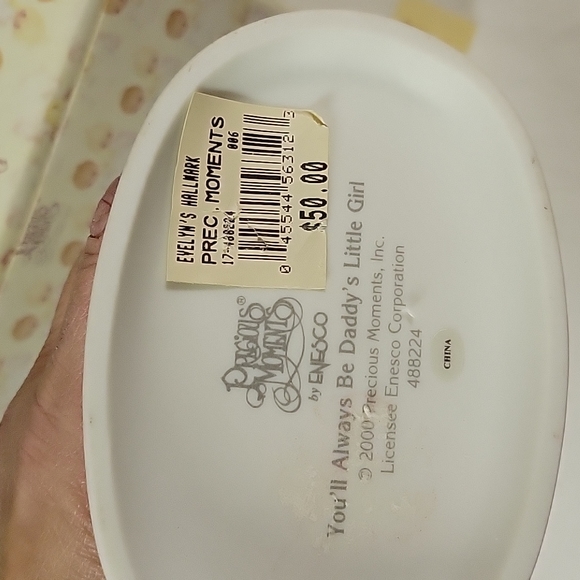 EVELYN'S HALLMARK
PREC. MOMENTS
17-488224 006
0 45544 56312 3
$50.00
PRECIOUS
MOMENTS®
by ENESCO
You'll Always Be Daddy's Little Girl
© 2000 Precious Moments, Inc.
Licensee Enesco Corporation
488224
CHINA